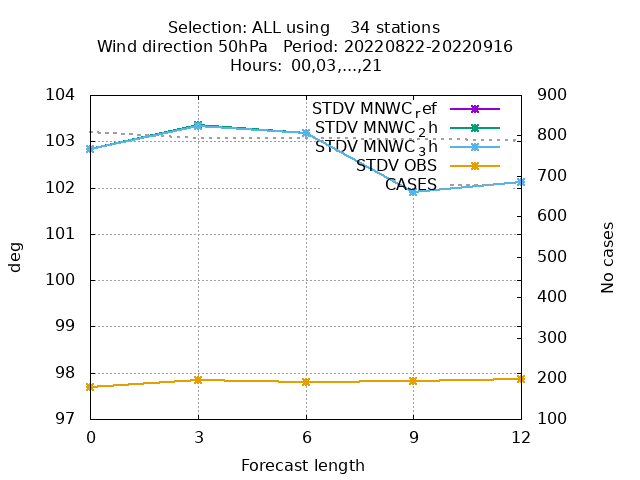 Selection: ALL using    34 stations
Wind direction 50hPa   Period: 20220822-20220916
Hours:  00,03,...,21
104 900
STDV MNWC_ref
STDV MNWC_2h
103 800
STDV MNWC_3h
STDV OBS
700
CASES
102
600
101
500
100
400
99
300
98
200
97 100
deg
No cases
0 3 6 9 12
Forecast length